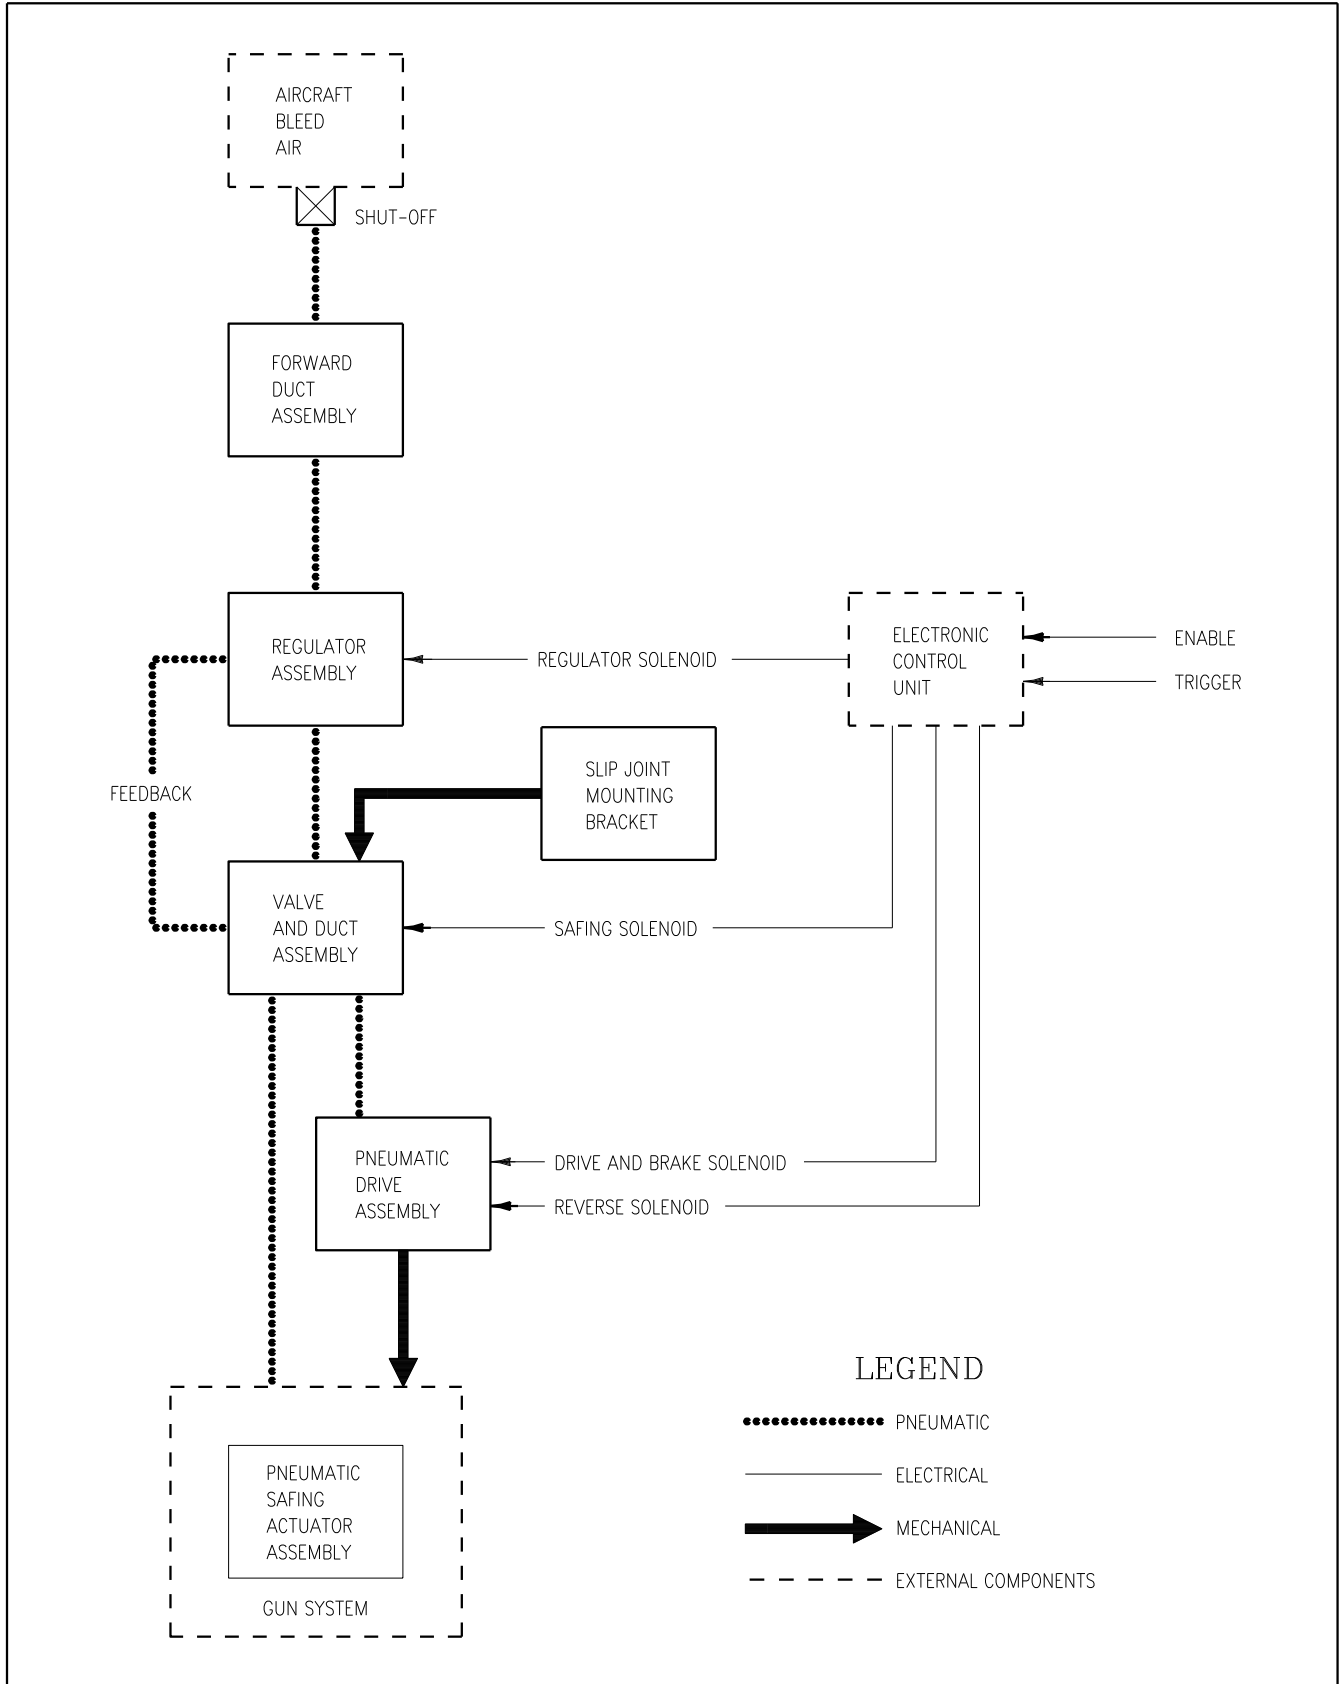 AIRCRAFT
BLEED
AIR
SHUT-OFF
FORWARD
DUCT
ASSEMBLY
REGULATOR
ASSEMBLY
REGULATOR SOLENOID
ELECTRONIC
CONTROL
UNIT
ENABLE
TRIGGER
SLIP JOINT
MOUNTING
BRACKET
FEEDBACK
VALVE
AND DUCT
ASSEMBLY
SAFING SOLENOID
PNEUMATIC
DRIVE
ASSEMBLY
DRIVE AND BRAKE SOLENOID
REVERSE SOLENOID
PNEUMATIC
SAFING
ACTUATOR
ASSEMBLY
GUN SYSTEM
LEGEND
PNEUMATIC
ELECTRICAL
MECHANICAL
EXTERNAL COMPONENTS